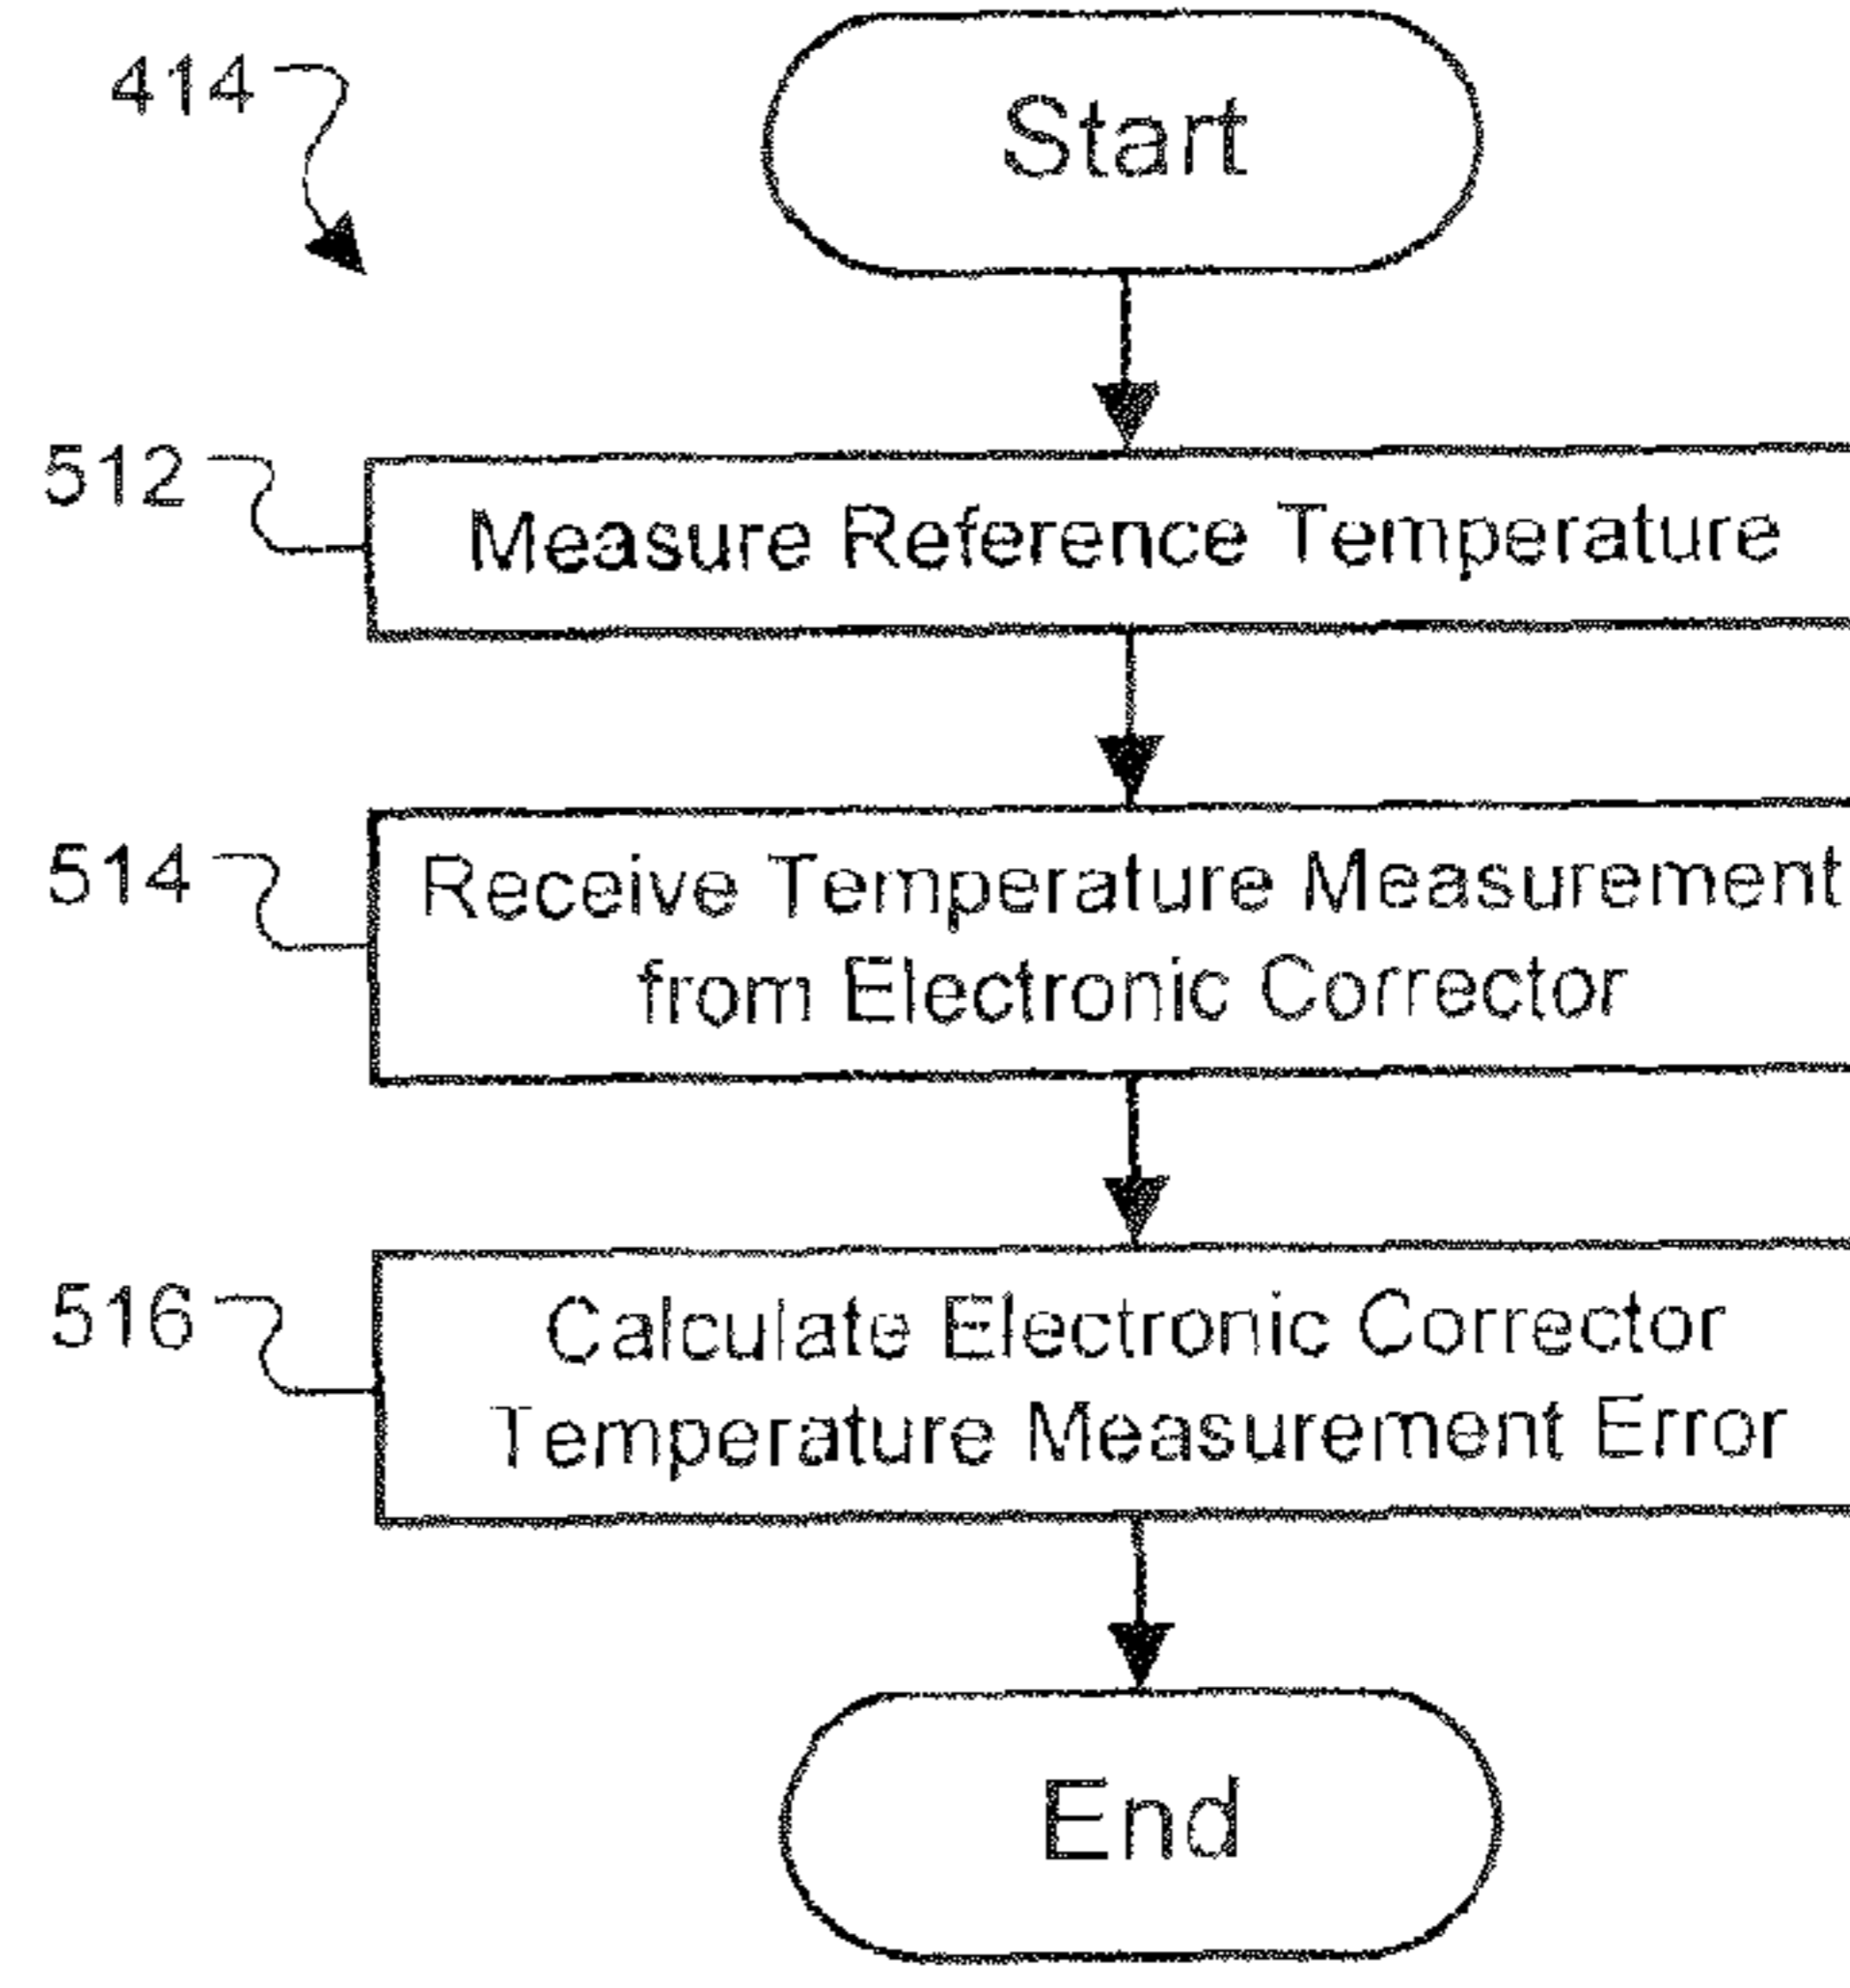 414
Start
512
Measure Reference Temperature
514
Receive Temperature Measurement
from Electronic Corrector
516
Calculate Electronic Corrector
Temperature Measurement Error
End